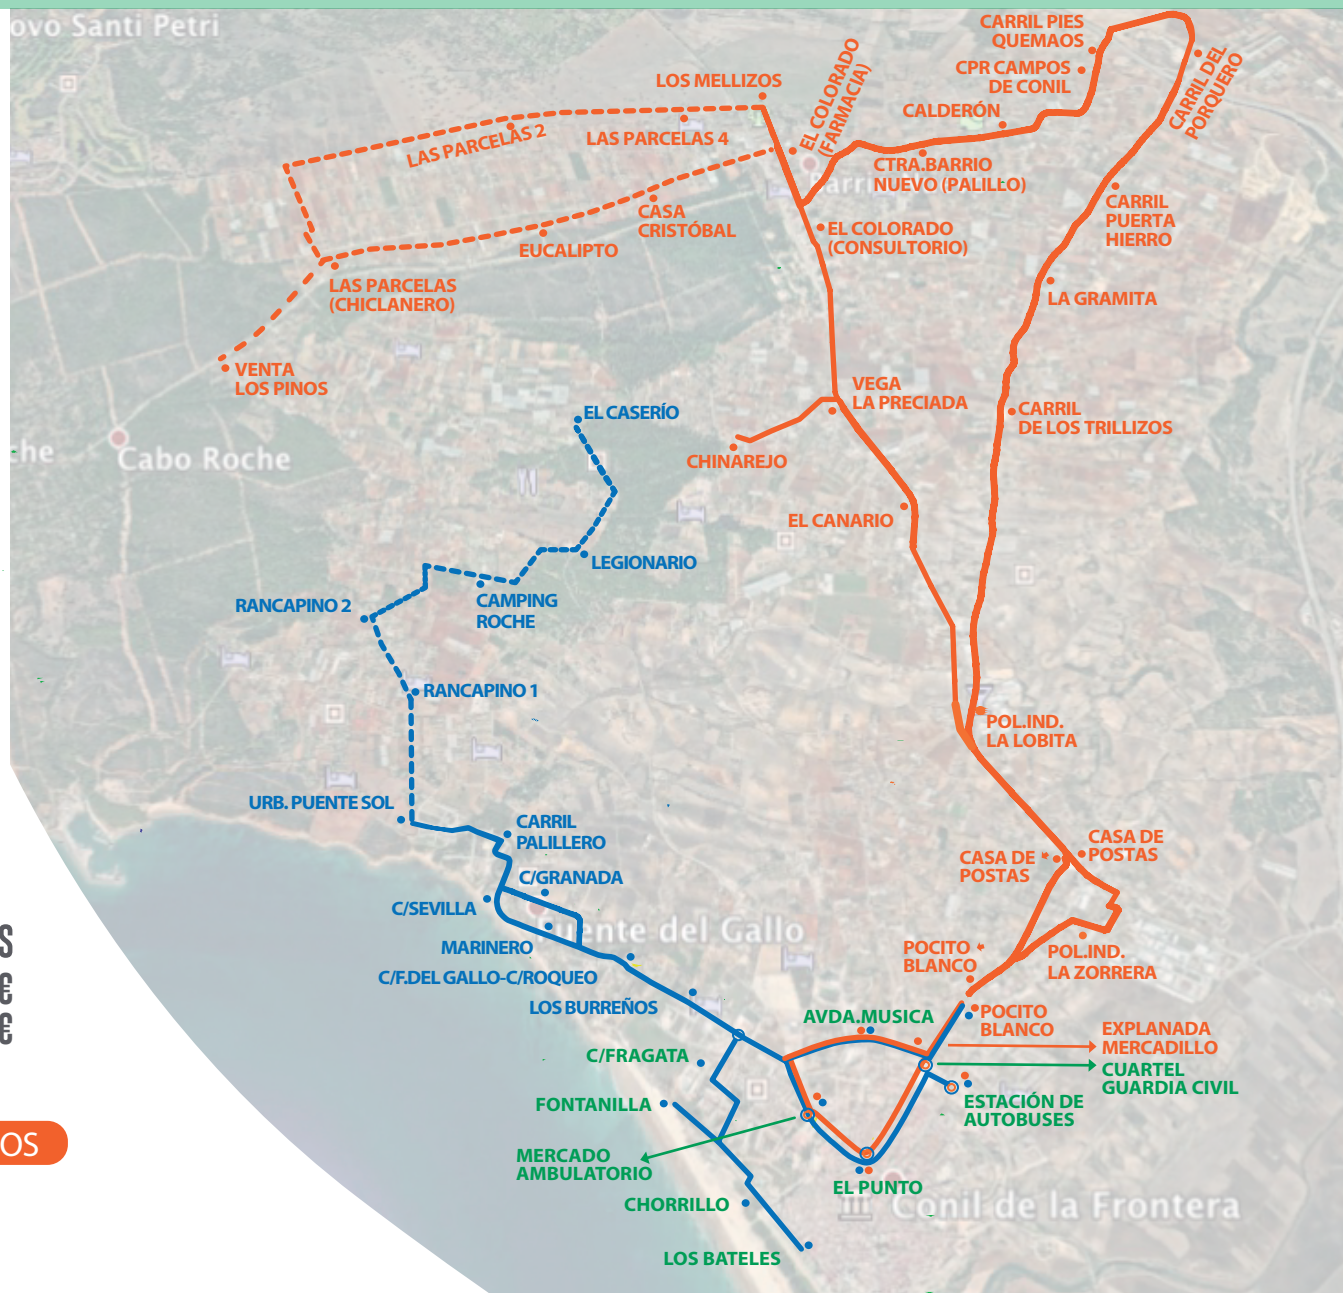 ovo Santi Petri
CARRIL PIES
QUEMAOS
CPR CAMPOS
DE CONIL
CARRIL DEL
PORQUERO
EL COLORADO
(FARMACIA)
LOS MELLIZOS
CALDERÓN
LAS PARCELAS 2
LAS PARCELAS 4
CTRA.BARRIO
NUEVO (PALILLO)
CASA
CRISTÓBAL
CARRIL
PUERTA
HIERRO
EL COLORADO
(CONSULTORIO)
EUCALIPTO
LAS PARCELAS
(CHICLANERO)
LA GRAMITA
VENTA
LOS PINOS
VEGA
LA PRECIADA
EL CASERÍO
CARRIL
DE LOS TRILLIZOS
che
Cabo Roche
CHINAREJO
EL CANARIO
LEGIONARIO
CAMPING
ROCHE
RANCAPINO 2
RANCAPINO 1
POL.IND.
LA LOBITA
URB. PUENTE SOL
CARRIL
PALILLERO
CASA DE
POSTAS
CASA DE
POSTAS
C/GRANADA
C/SEVILLA
Fuente del Gallo
MARINERO
POCITO
BLANCO
POL.IND.
LA ZORRERA
C/F.DEL GALLO-C/ROQUEO
LOS BURREÑOS
S
€
€
AVDA.MUSICA
POCITO
BLANCO
EXPLANADA
MERCADILLO
C/FRAGATA
CUARTEL
GUARDIA CIVIL
FONTANILLA
ESTACIÓN DE
AUTOBUSES
OS
MERCADO
AMBULATORIO
EL PUNTO
CHORRILLO
Conil de la Frontera
LOS BATELES